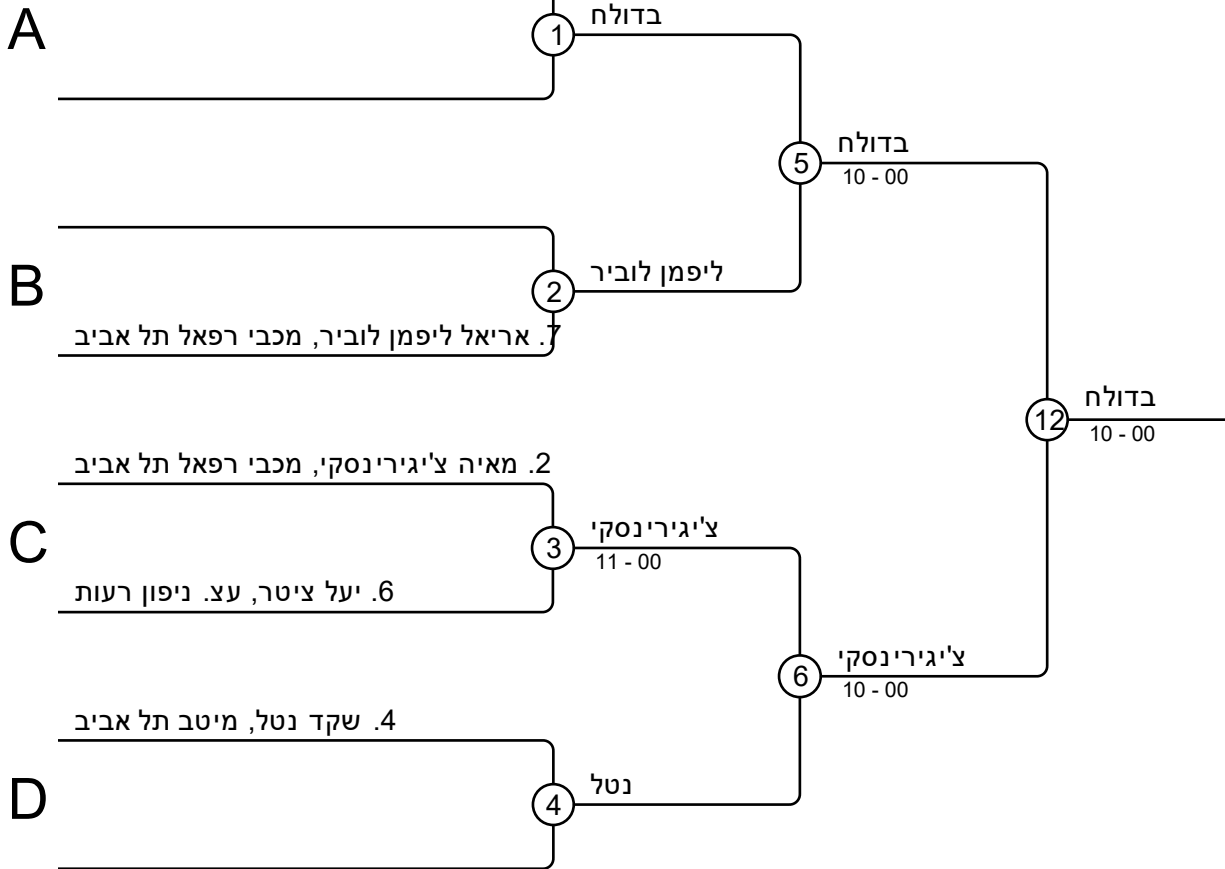 A
1
בדולח
5
בדולח
10 - 00
B
2
ליפמן לוביר
7. אריאל ליפמן לוביר, מכבי רפאל תל אביב
12
בדולח
10 - 00
2. מאיה צ'יגירינסקי, מכבי רפאל תל אביב
C
3
צ'יגירינסקי
11 - 00
6. יעל ציטר, עצ. ניפון רעות
6
צ'יגירינסקי
10 - 00
4. שקד נטל, מיטב תל אביב
D
4
נטל